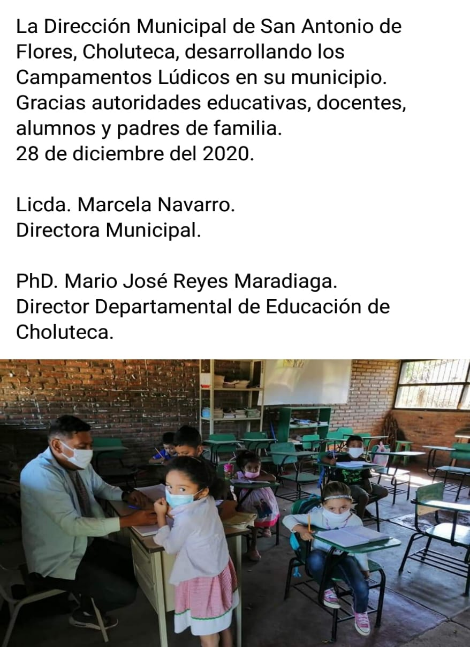 La Dirección Municipal de San Antonio de
Flores, Choluteca, desarrollando los
Campamentos Lúdicos en su municipio.
Gracias autoridades educativas, docentes,
alumnos y padres de familia.
28 de diciembre del 2020.
Licda. Marcela Navarro.
Directora Municipal.
PhD. Mario José Reyes Maradiaga.
Director Departamental de Educación de
Choluteca.